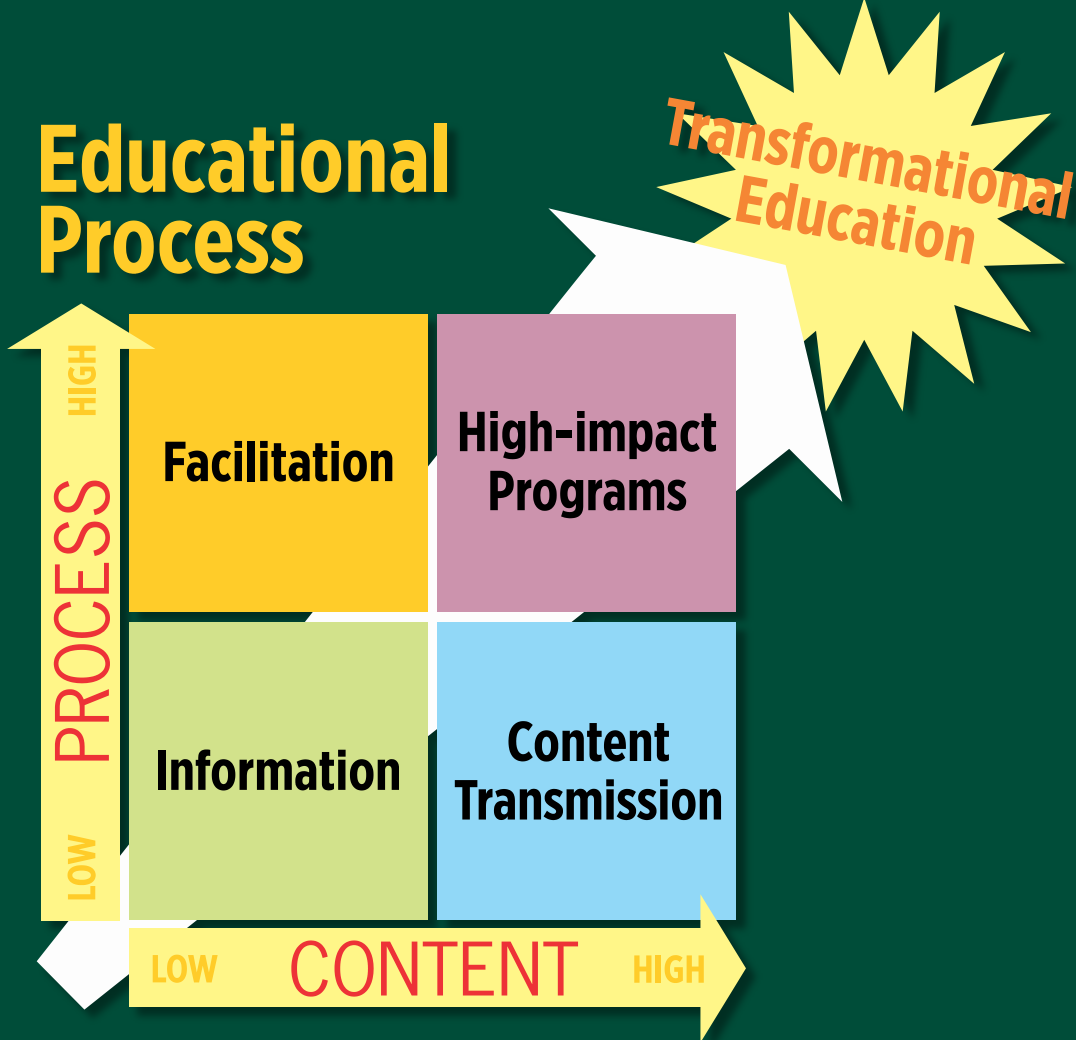 Educational
Process
Transformational
Education
HIGH
PROCESS
LOW
Facilitation
High-impact
Programs
Information
Content
Transmission
LOW
CONTENT
HIGH